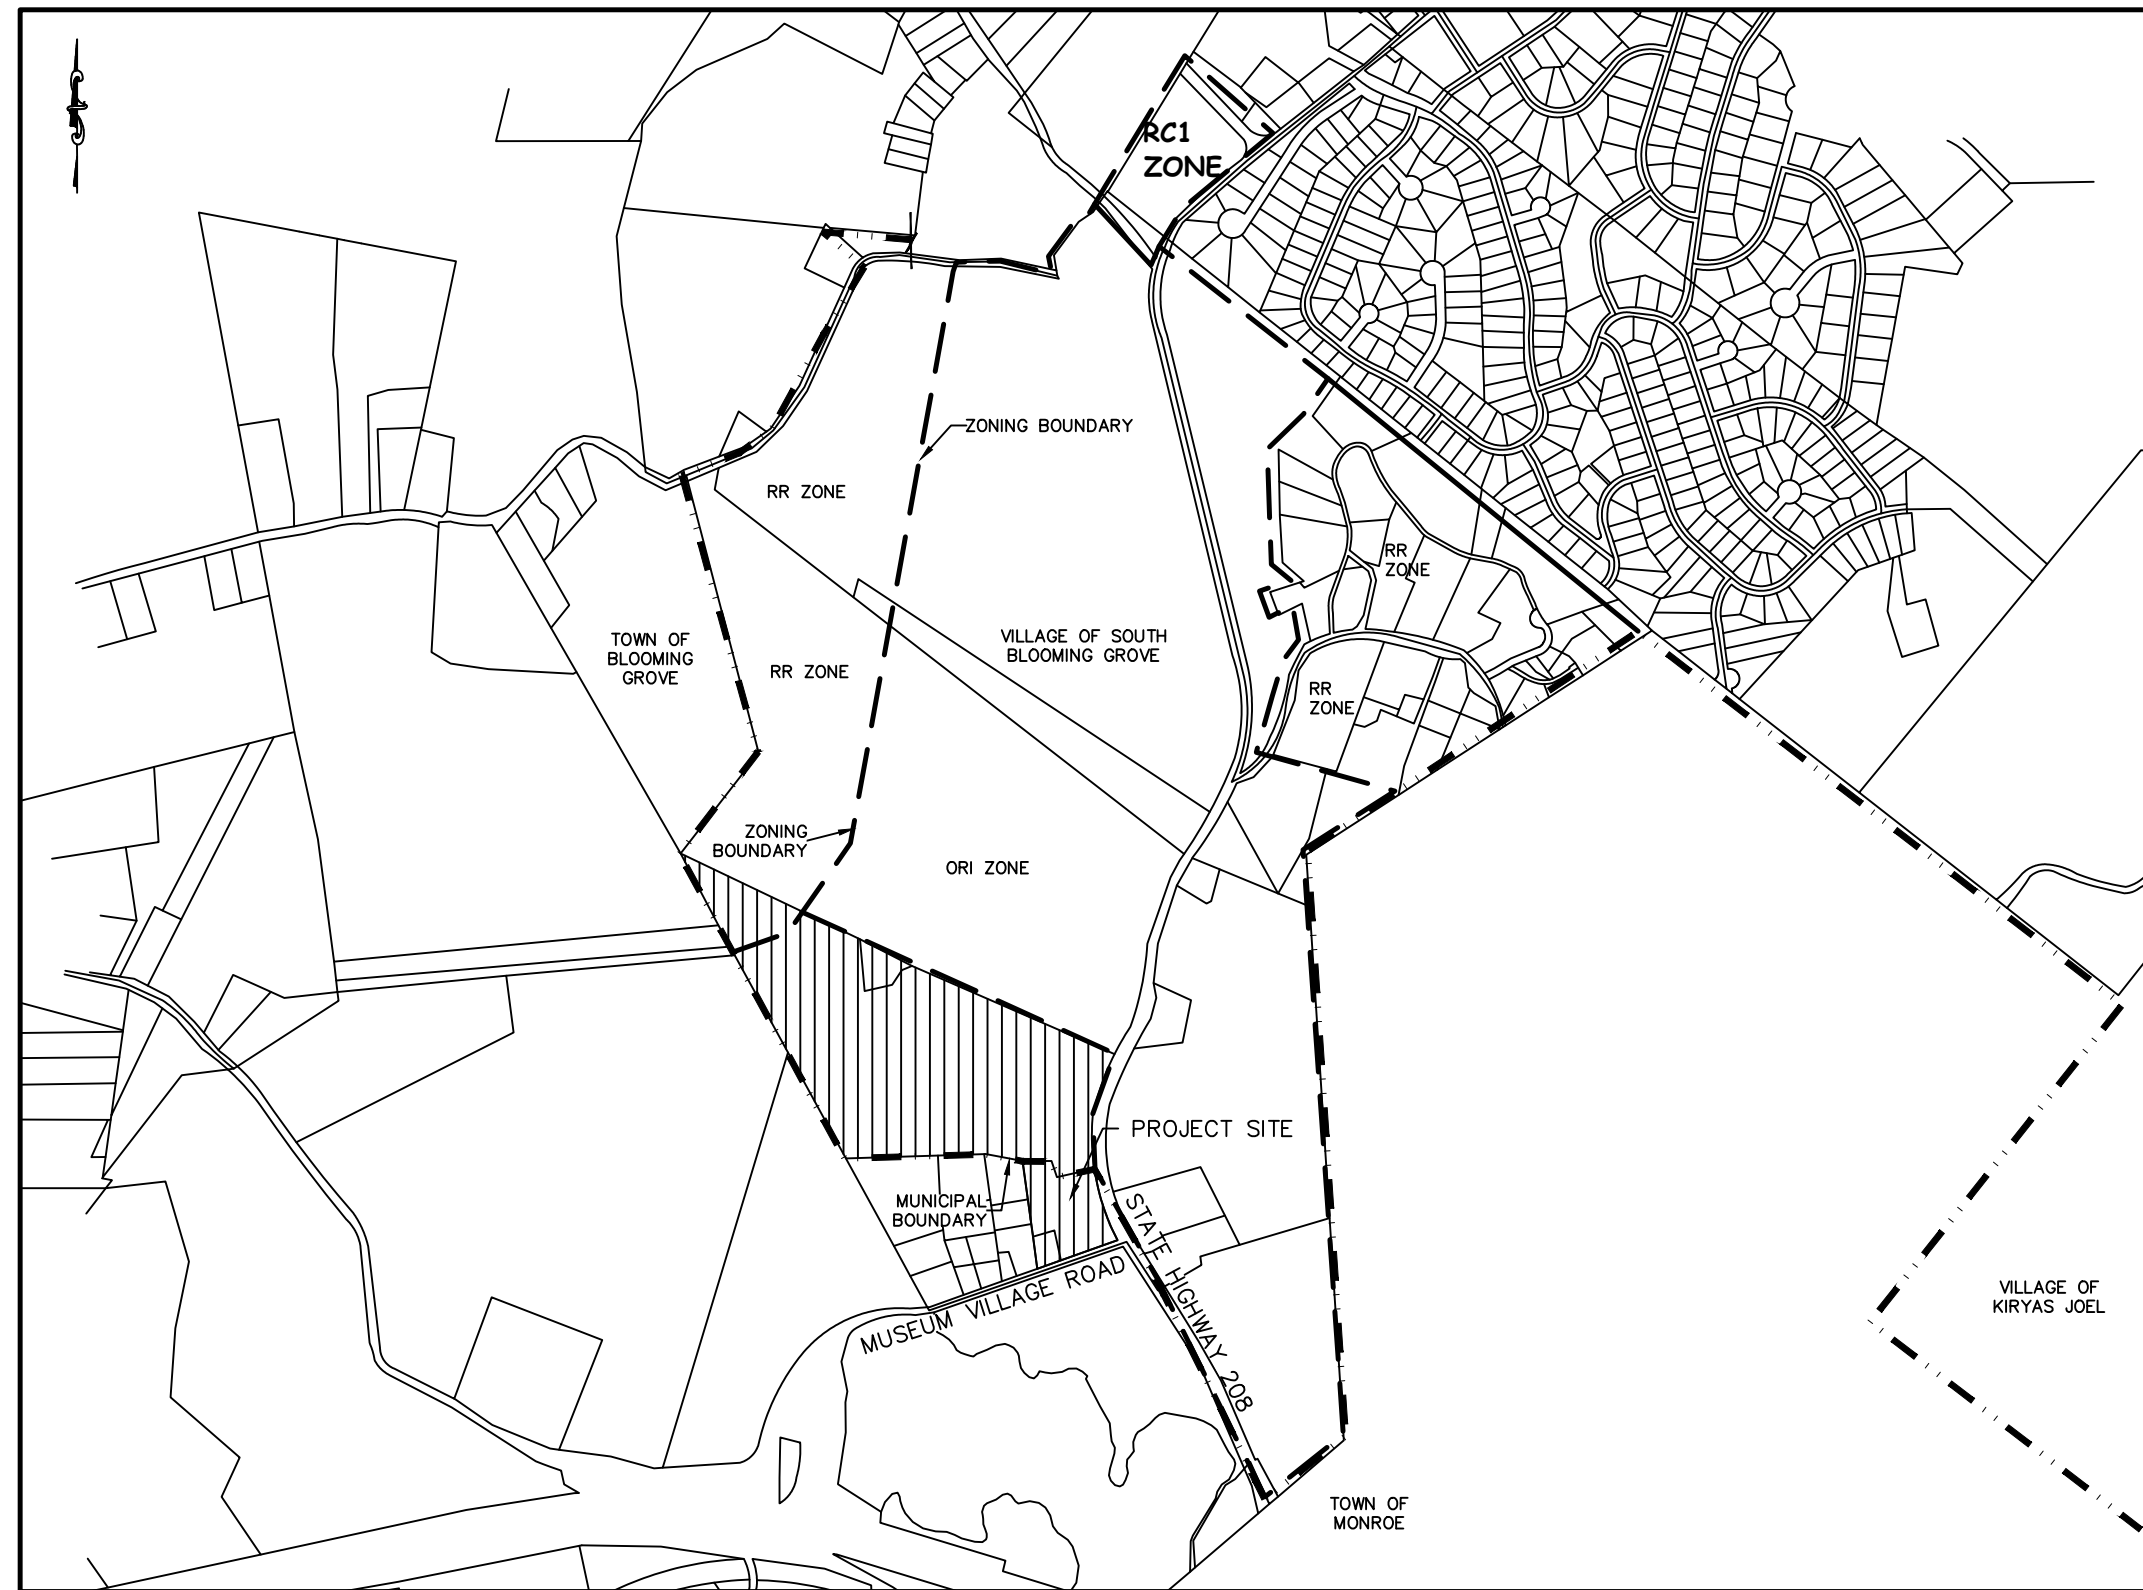 RC1
ZONE
ZONING BOUNDARY
RR ZONE
RR
ZONE
TOWN OF
BLOOMING
GROVE
RR ZONE
VILLAGE OF SOUTH
BLOOMING GROVE
RR
ZONE
ZONING
BOUNDARY
ORI ZONE
PROJECT SITE
MUNICIPAL
BOUNDARY
STATE HIGHWAY 208
MUSEUM VILLAGE ROAD
VILLAGE OF
KIRYAS JOEL
TOWN OF
MONROE